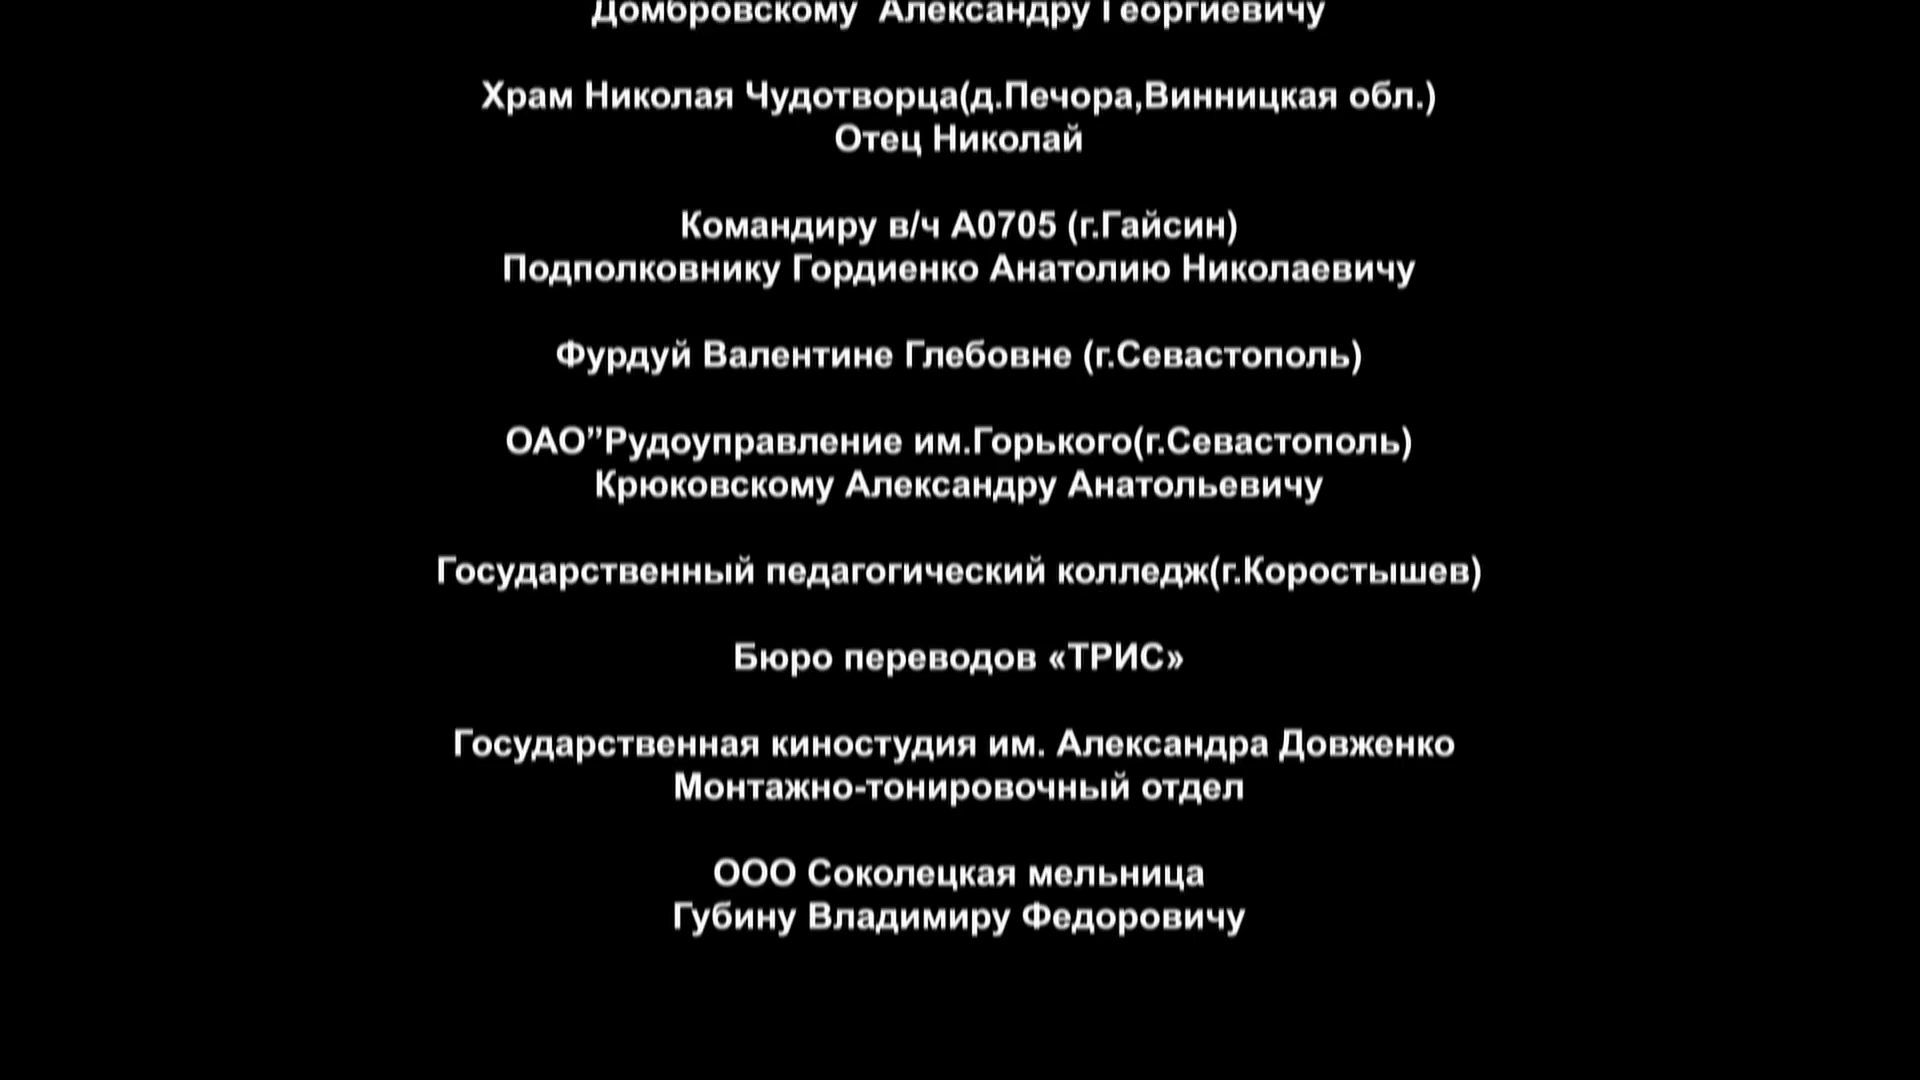 Домбровскому Александру Георгиевичу
Храм Николая Чудотворца(д.Печора,Винницкая обл.)
Отец Николай
Командиру в/ч А0705 (г.Гайсин)
Подполковнику Гордиенко Анатолию Николаевичу
Фурдуй Валентине Глебовне (г.Севастополь)
ОАО”Рудоуправление им.Горького(г.Севастополь)
Крюковскому Александру Анатольевичу
Государственный педагогический колледж(г.Коростышев)
Бюро переводов «ТРИС»
Государственная киностудия им. Александра Довженко
Монтажно-тонировочный отдел
ООО Соколецкая мельница
Губину Владимиру Федоровичу